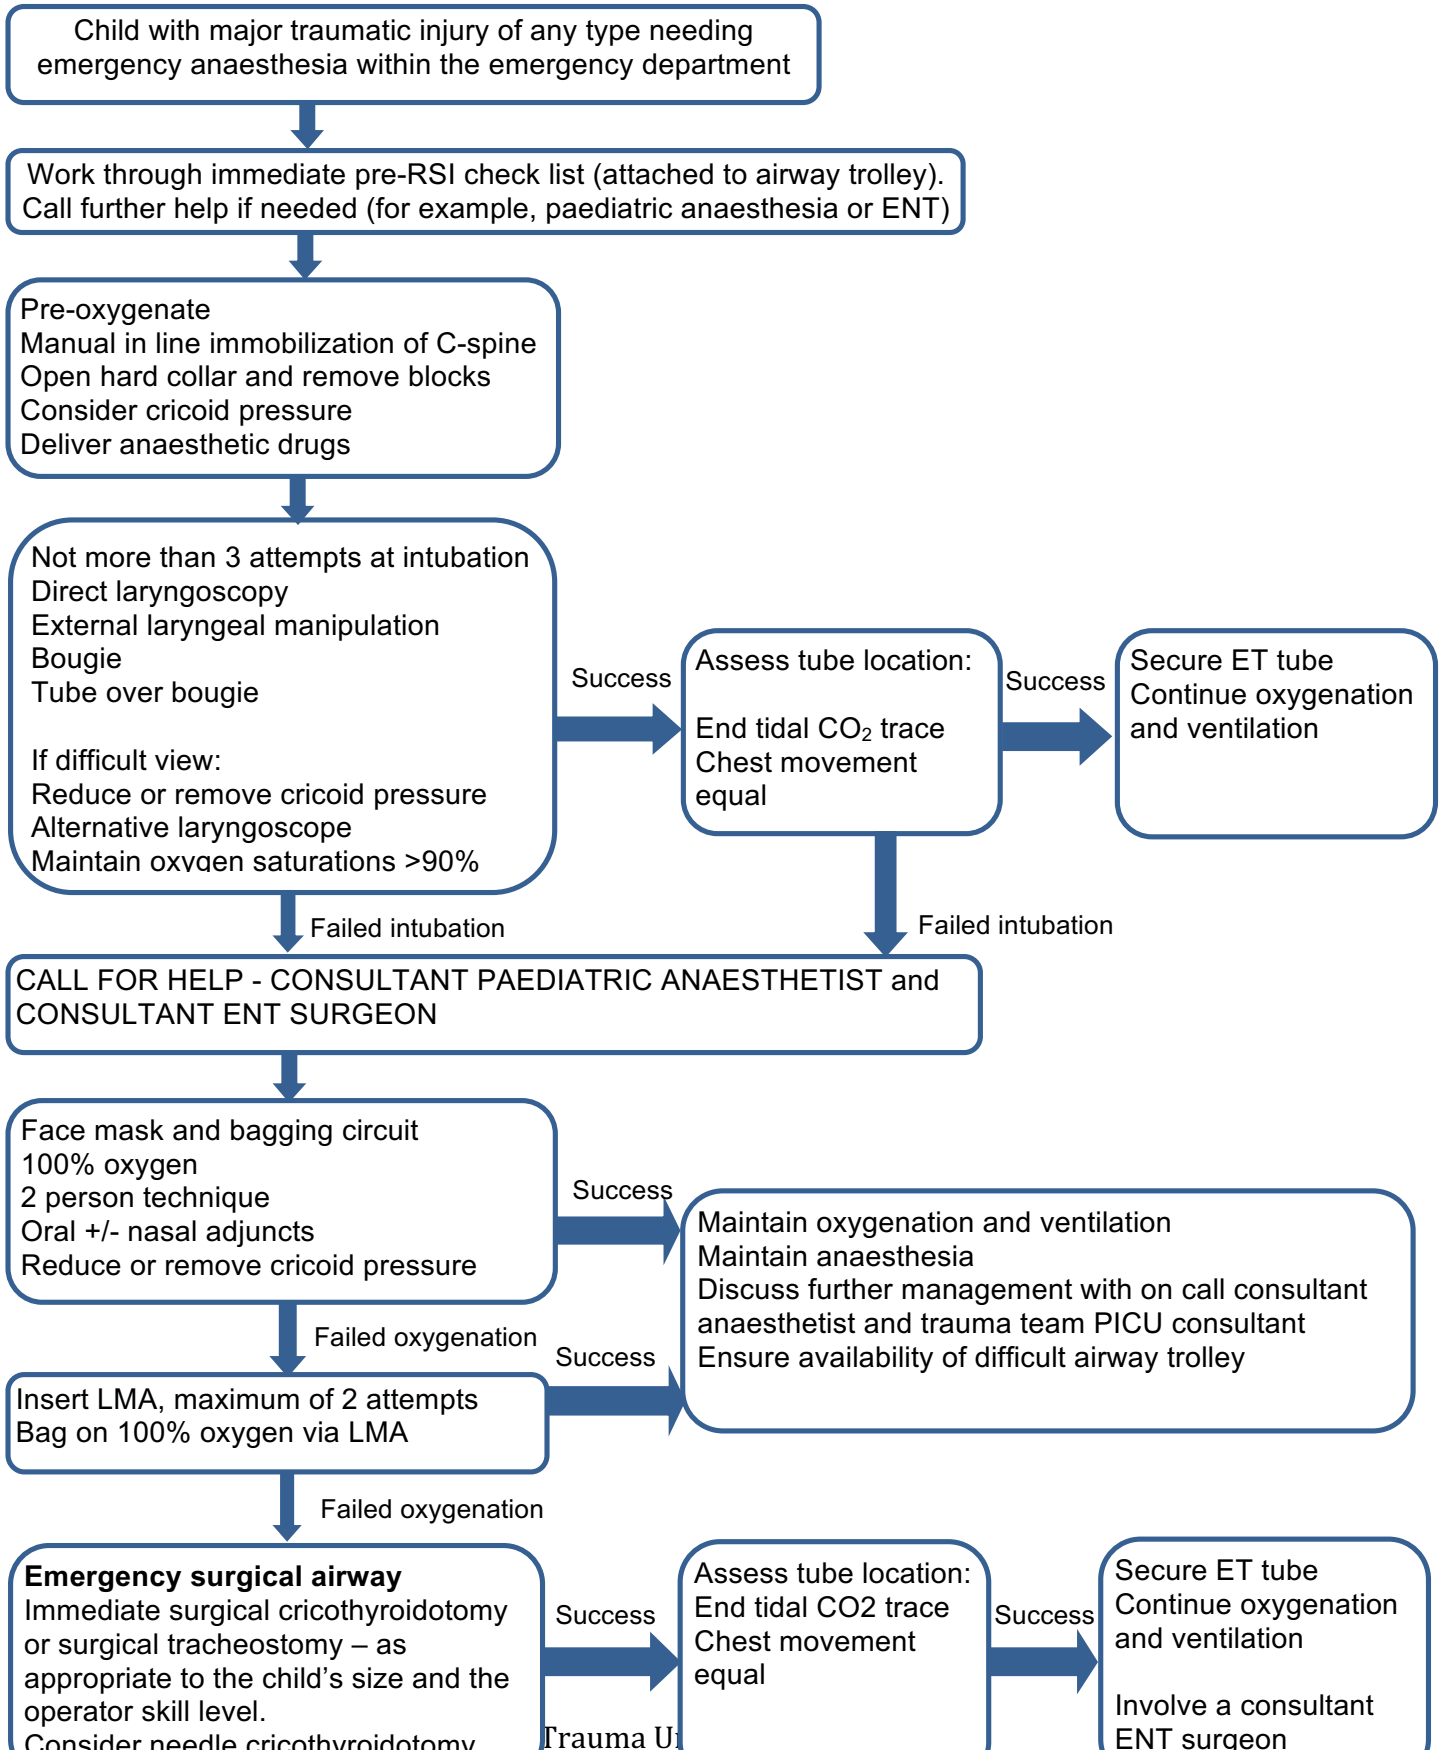 Child with major traumatic injury of any type needing
emergency anaesthesia within the emergency department
Work through immediate pre-RSI check list (attached to airway trolley).
Call further help if needed (for example, paediatric anaesthesia or ENT)
Pre-oxygenate
Manual in line immobilization of C-spine
Open hard collar and remove blocks
Consider cricoid pressure
Deliver anaesthetic drugs
Not more than 3 attempts at intubation
Direct laryngoscopy
External laryngeal manipulation
Bougie
Tube over bougie
If difficult view:
Reduce or remove cricoid pressure
Alternative laryngoscope
Maintain oxygen saturations >90%
Success
Assess tube location:
End tidal CO₂ trace
Chest movement
equal
Success
Secure ET tube
Continue oxygenation
and ventilation
Failed intubation
Failed intubation
CALL FOR HELP - CONSULTANT PAEDIATRIC ANAESTHETIST and
CONSULTANT ENT SURGEON
Face mask and bagging circuit
100% oxygen
2 person technique
Oral +/- nasal adjuncts
Reduce or remove cricoid pressure
Success
Maintain oxygenation and ventilation
Maintain anaesthesia
Discuss further management with on call consultant
anaesthetist and trauma team PICU consultant
Ensure availability of difficult airway trolley
Failed oxygenation
Success
Insert LMA, maximum of 2 attempts
Bag on 100% oxygen via LMA
Failed oxygenation
Emergency surgical airway
Immediate surgical cricothyroidotomy
or surgical tracheostomy – as
appropriate to the child's size and the
operator skill level.
Consider needle cricothyroidotomy
Success
Assess tube location:
End tidal CO2 trace
Chest movement
equal
Success
Secure ET tube
Continue oxygenation
and ventilation
Involve a consultant
ENT surgeon
Trauma